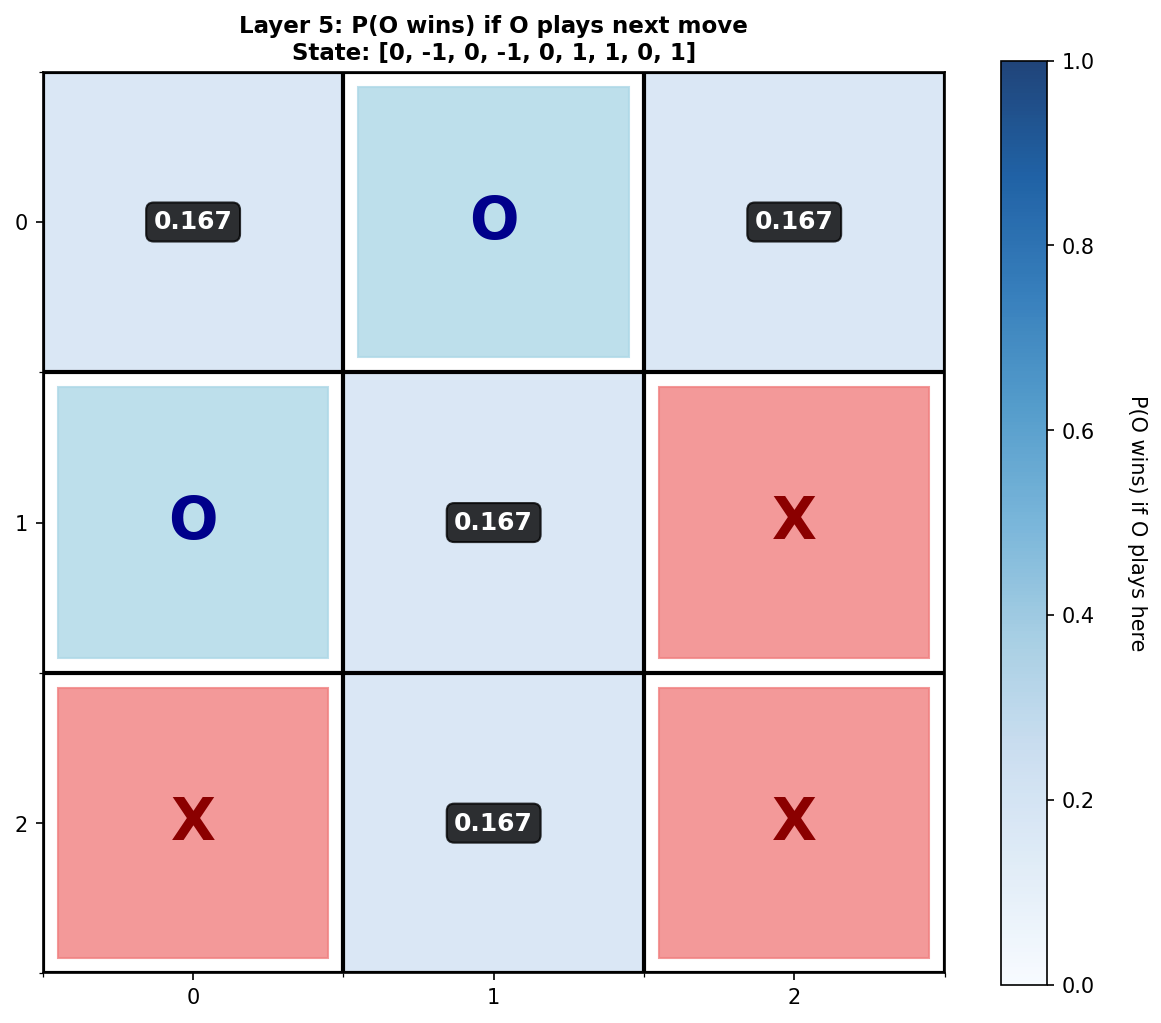 Layer 5: P(O wins) if O plays next move
State: [0, -1, 0, -1, 0, 1, 1, 0, 1]
0.167 O 0.167
O 0.167 X
X 0.167 X
0
1
2
0 1 2
1.0
0.8
0.6
0.4
0.2
0.0
P(O wins) if O plays here